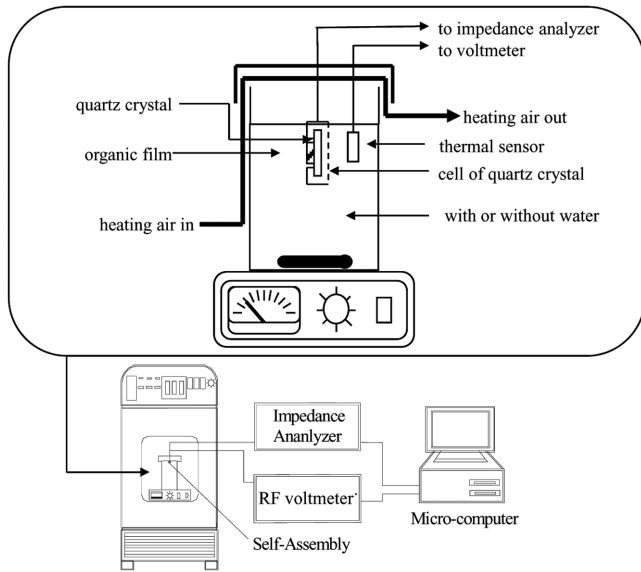 to impedance analyzer
to voltmeter
quartz crystal
heating air out
organic film
thermal sensor
cell of quartz crystal
heating air in
with or without water
Impedance
Ananlyzer
RF voltmeter
Micro-computer
Self-Assembly